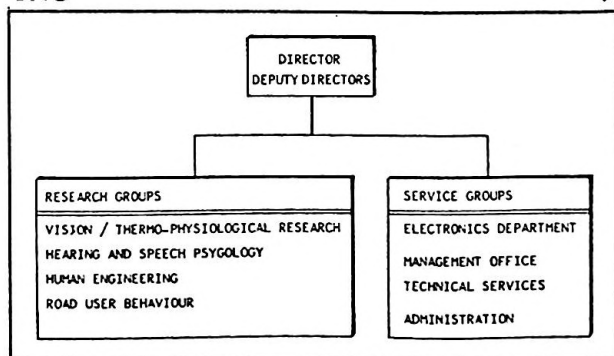 DIRECTOR
DEPUTY DIRECTORS
RESEARCH GROUPS
VISION / THERMO-PHYSIOLOGICAL RESEARCH
HEARING AND SPEECH PSYGOLOGY
HUMAN ENGINEERING
ROAD USER BEHAVIOUR
SERVICE GROUPS
ELECTRONICS DEPARTMENT
MANAGEMENT OFFICE
TECHNICAL SERVICES
ADMINISTRATION